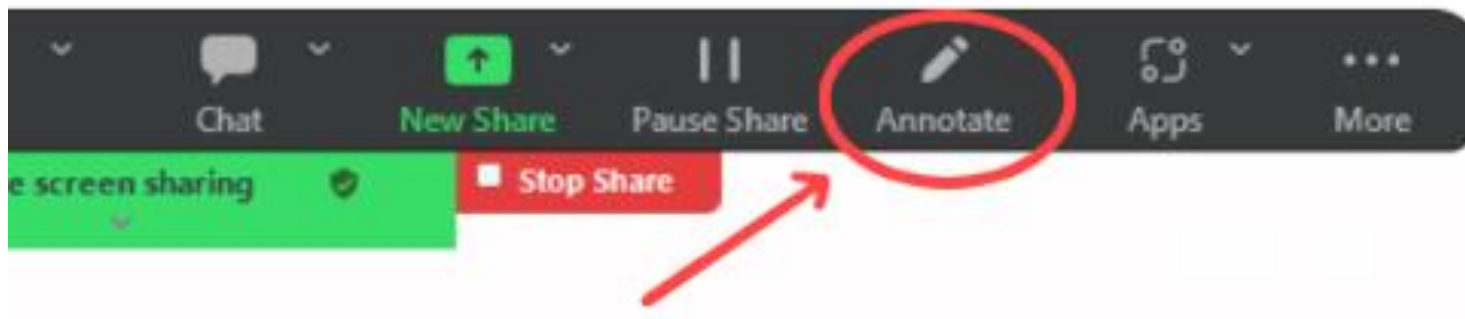 Chat
New Share
Pause Share
Annotate
Apps
More
e screen sharing
Stop Share